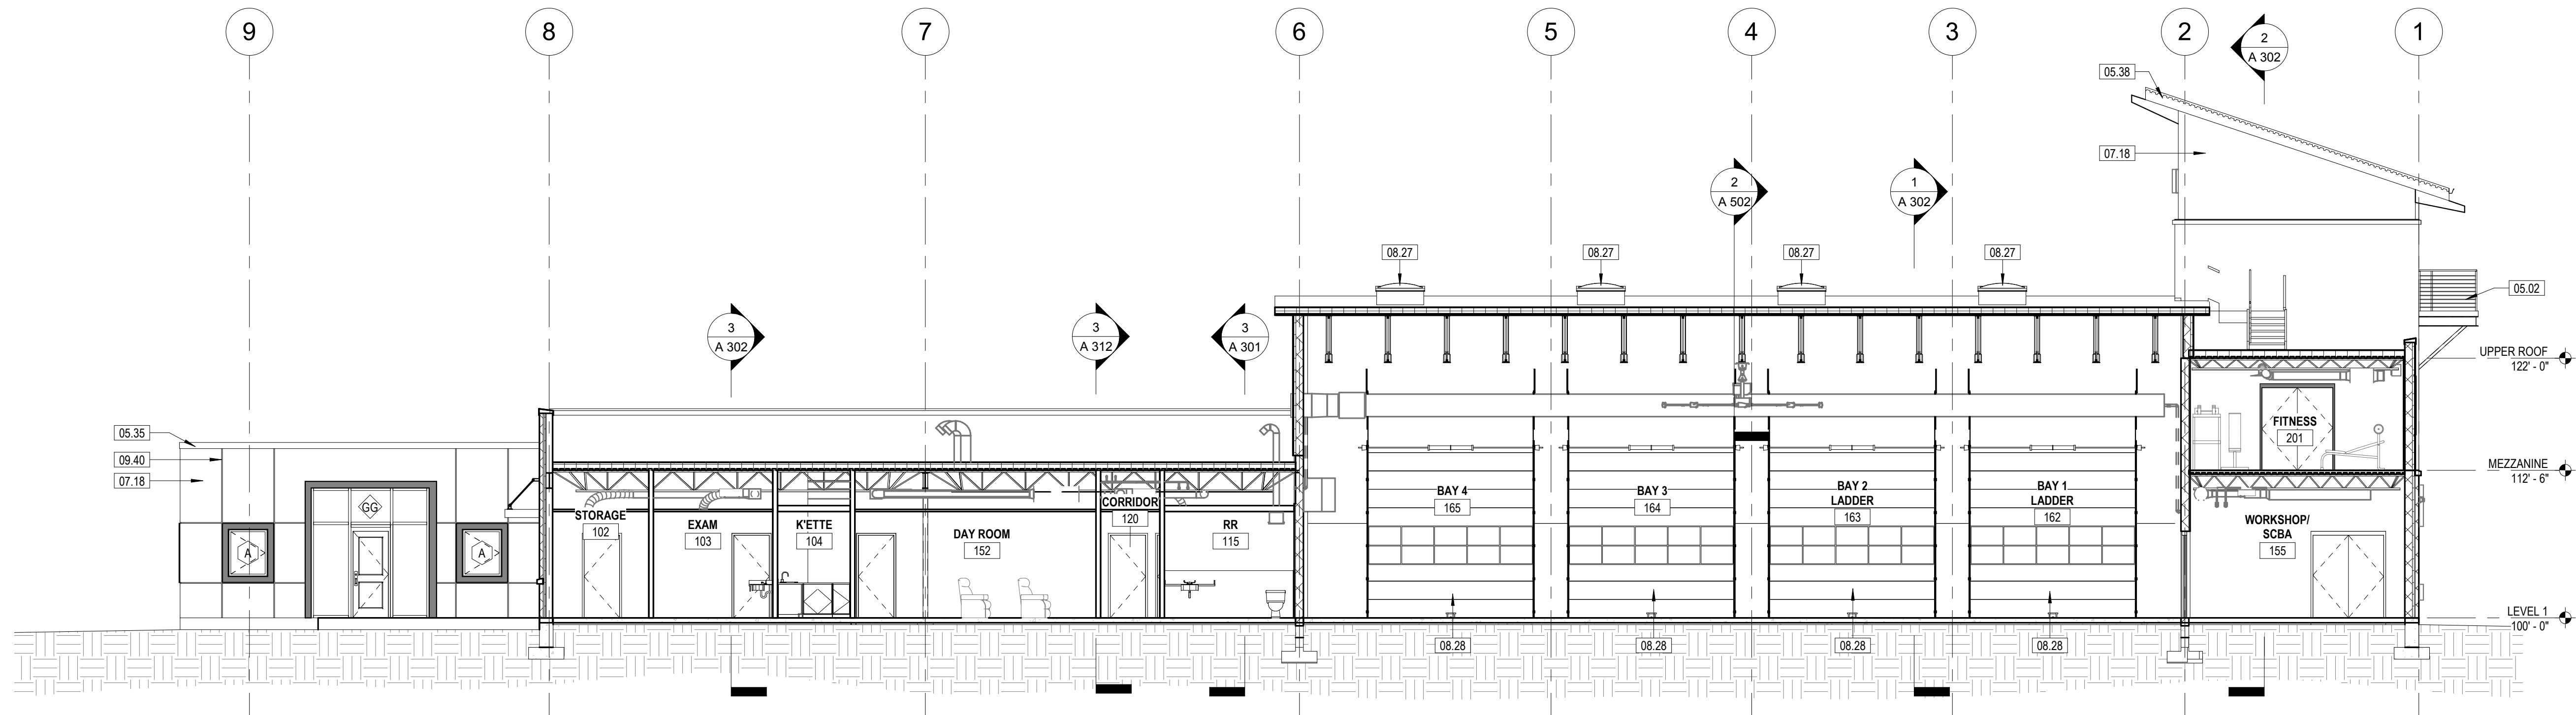 9
8
7
6
5
4
3
2
1
2
A 302
05.38
07.18
2
A 502
1
A 302
08.27
08.27
08.27
08.27
05.02
3
A 302
3
A 312
3
A 301
UPPER ROOF
122' - 0"
05.35
09.40
07.18
FITNESS
201
MEZZANINE
112' - 6"
GG
A
A
STORAGE
102
EXAM
103
K'ETTE
104
DAY ROOM
152
CORRIDOR
120
RR
115
BAY 4
165
BAY 3
164
BAY 2
LADDER
163
BAY 1
LADDER
162
WORKSHOP/
SCBA
155
LEVEL 1
100' - 0"
08.28
08.28
08.28
08.28